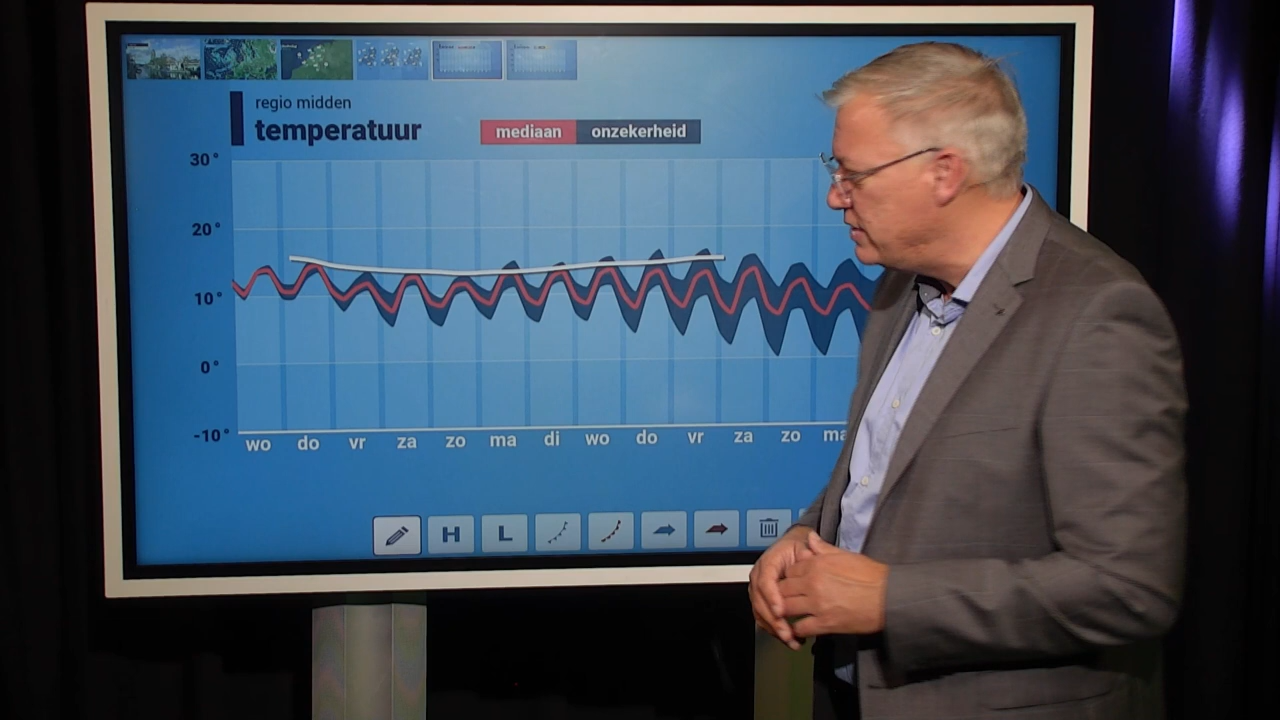 regio midden
temperatuur
mediaan onzekerheid
30°
20°
10°
0°
-10°
wo do vr za zo ma di wo do vr za zo ma
H L